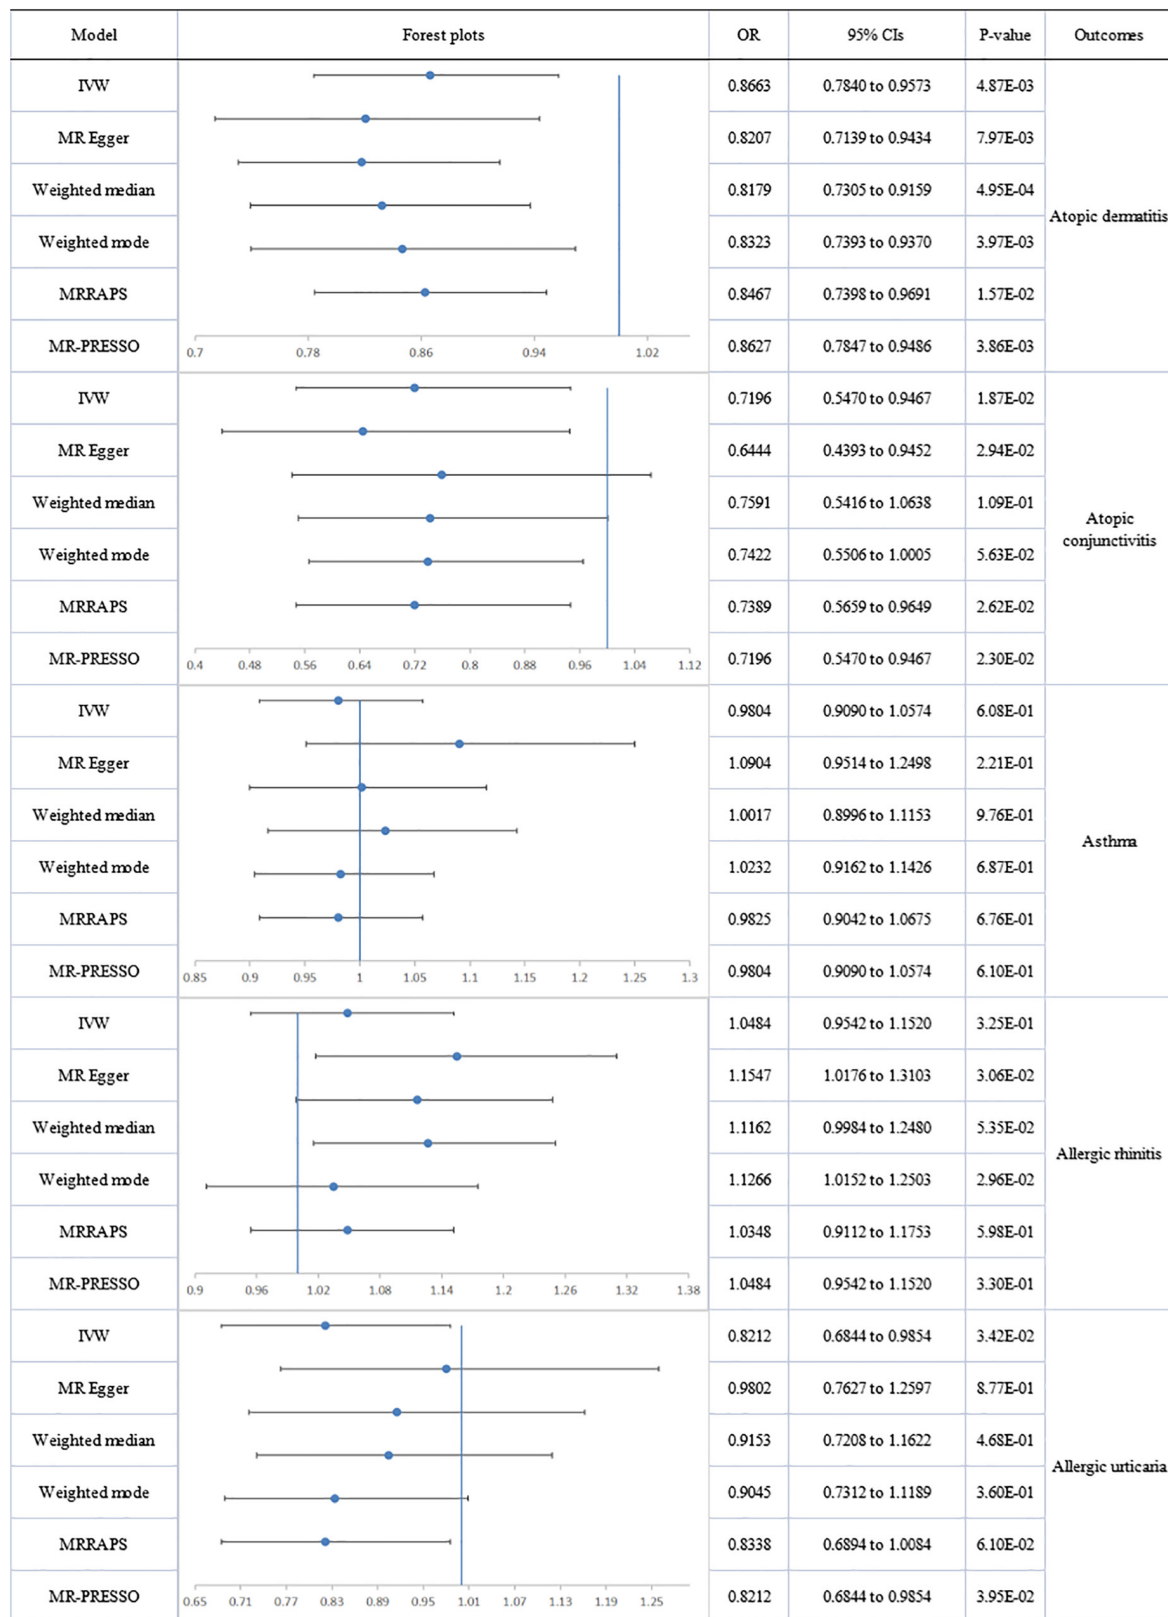 Model Forest plots OR 95% CIs P-value Outcomes
IVW 0.8663 0.7840 to 0.9573 4.87E-03
MR Egger 0.8207 0.7139 to 0.9434 7.97E-03
Weighted median 0.8179 0.7305 to 0.9159 4.95E-04
Atopic dermatitis
Weighted mode 0.8323 0.7393 to 0.9370 3.97E-03
MRRAPS 0.8467 0.7398 to 0.9691 1.57E-02
MR-PRESSO 0.8627 0.7847 to 0.9486 3.86E-03
0.7 0.78 0.86 0.94 1.02
IVW 0.7196 0.5470 to 0.9467 1.87E-02
MR Egger 0.6444 0.4393 to 0.9452 2.94E-02
Weighted median 0.7591 0.5416 to 1.0638 1.09E-01
Atopic
conjunctivitis
Weighted mode 0.7422 0.5506 to 1.0005 5.63E-02
MRRAPS 0.7389 0.5659 to 0.9649 2.62E-02
MR-PRESSO 0.7196 0.5470 to 0.9467 2.30E-02
0.4 0.48 0.56 0.64 0.72 0.8 0.88 0.96 1.04 1.12
IVW 0.9804 0.9090 to 1.0574 6.08E-01
MR Egger 1.0904 0.9514 to 1.2498 2.21E-01
Weighted median 1.0017 0.8996 to 1.1153 9.76E-01
Asthma
Weighted mode 1.0232 0.9162 to 1.1426 6.87E-01
MRRAPS 0.9825 0.9042 to 1.0675 6.76E-01
MR-PRESSO 0.9804 0.9090 to 1.0574 6.10E-01
0.85 0.9 0.95 1 1.05 1.1 1.15 1.2 1.25 1.3
IVW 1.0484 0.9542 to 1.1520 3.25E-01
MR Egger 1.1547 1.0176 to 1.3103 3.06E-02
Weighted median 1.1162 0.9984 to 1.2480 5.35E-02
Allergic rhinitis
Weighted mode 1.1266 1.0152 to 1.2503 2.96E-02
MRRAPS 1.0348 0.9112 to 1.1753 5.98E-01
MR-PRESSO 1.0484 0.9542 to 1.1520 3.30E-01
0.9 0.96 1.02 1.08 1.14 1.2 1.26 1.32 1.38
IVW 0.8212 0.6844 to 0.9854 3.42E-02
MR Egger 0.9802 0.7627 to 1.2597 8.77E-01
Weighted median 0.9153 0.7208 to 1.1622 4.68E-01
Allergic urticaria
Weighted mode 0.9045 0.7312 to 1.1189 3.60E-01
MRRAPS 0.8338 0.6894 to 1.0084 6.10E-02
MR-PRESSO 0.8212 0.6844 to 0.9854 3.95E-02
0.65 0.71 0.77 0.83 0.89 0.95 1.01 1.07 1.13 1.19 1.25